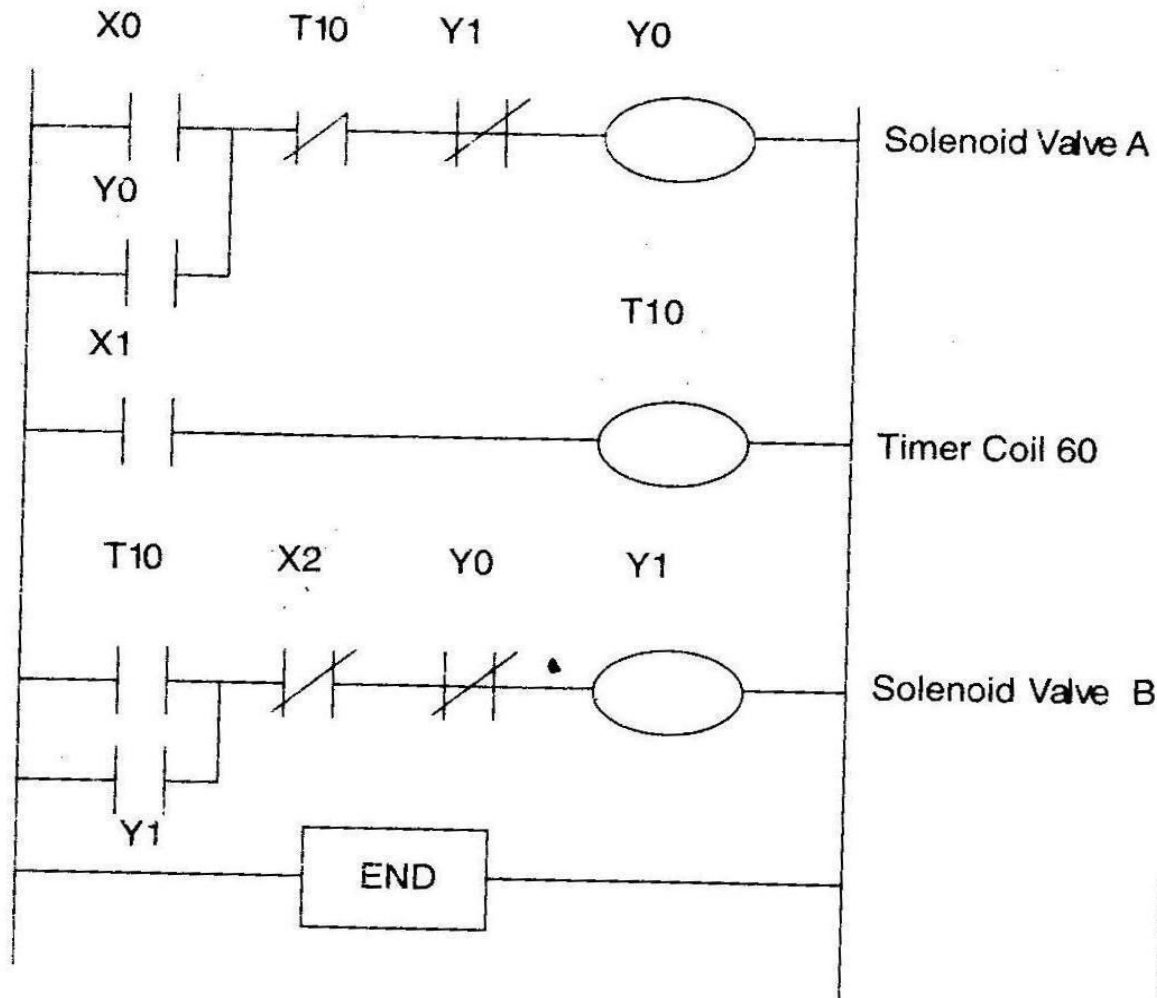 X0 T10 Y1 Y0
Solenoid Valve A
Y0
T10
X1
Timer Coil 60
T10 X2 Y0 Y1
Solenoid Valve B
Y1
END